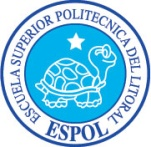 ESCUELA SUPERIOR POLITECNICA DEL LITORAL
ESPOL